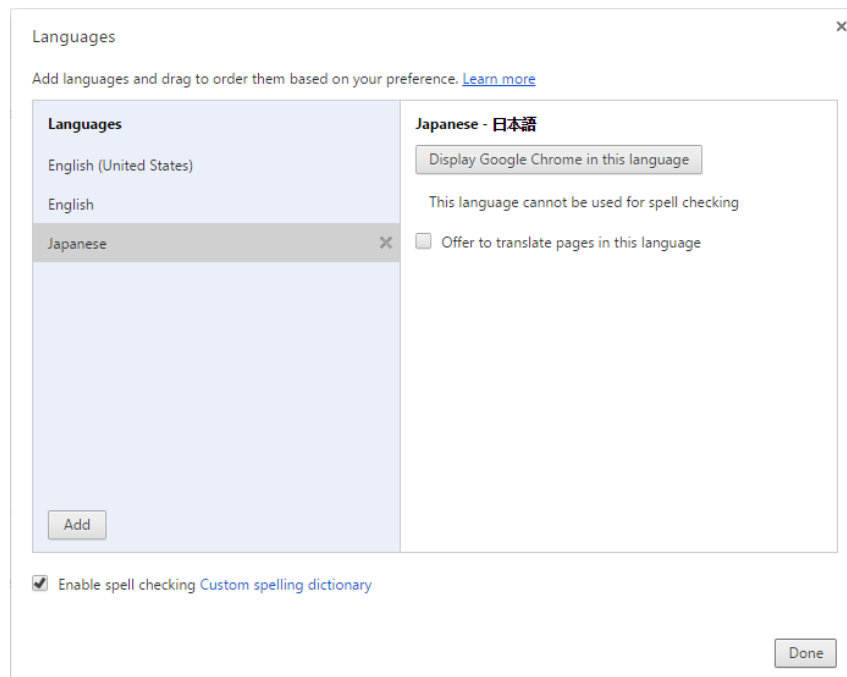 Languages
Add languages and drag to order them based on your preference. Learn more
Languages
English (United States)
English
Japanese
Add
Japanese - 日本語
Display Google Chrome in this language
This language cannot be used for spell checking
Offer to translate pages in this language
Enable spell checking Custom spelling dictionary
Done